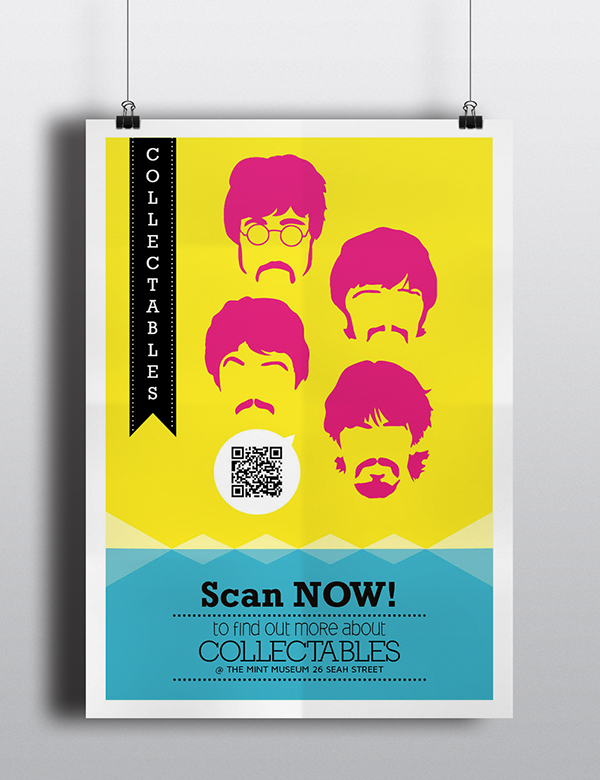 COLLECTABLES
Scan NOW!
to find out more about
COLLECTABLES
@ THE MINT MUSEUM 26 SEAH STREET